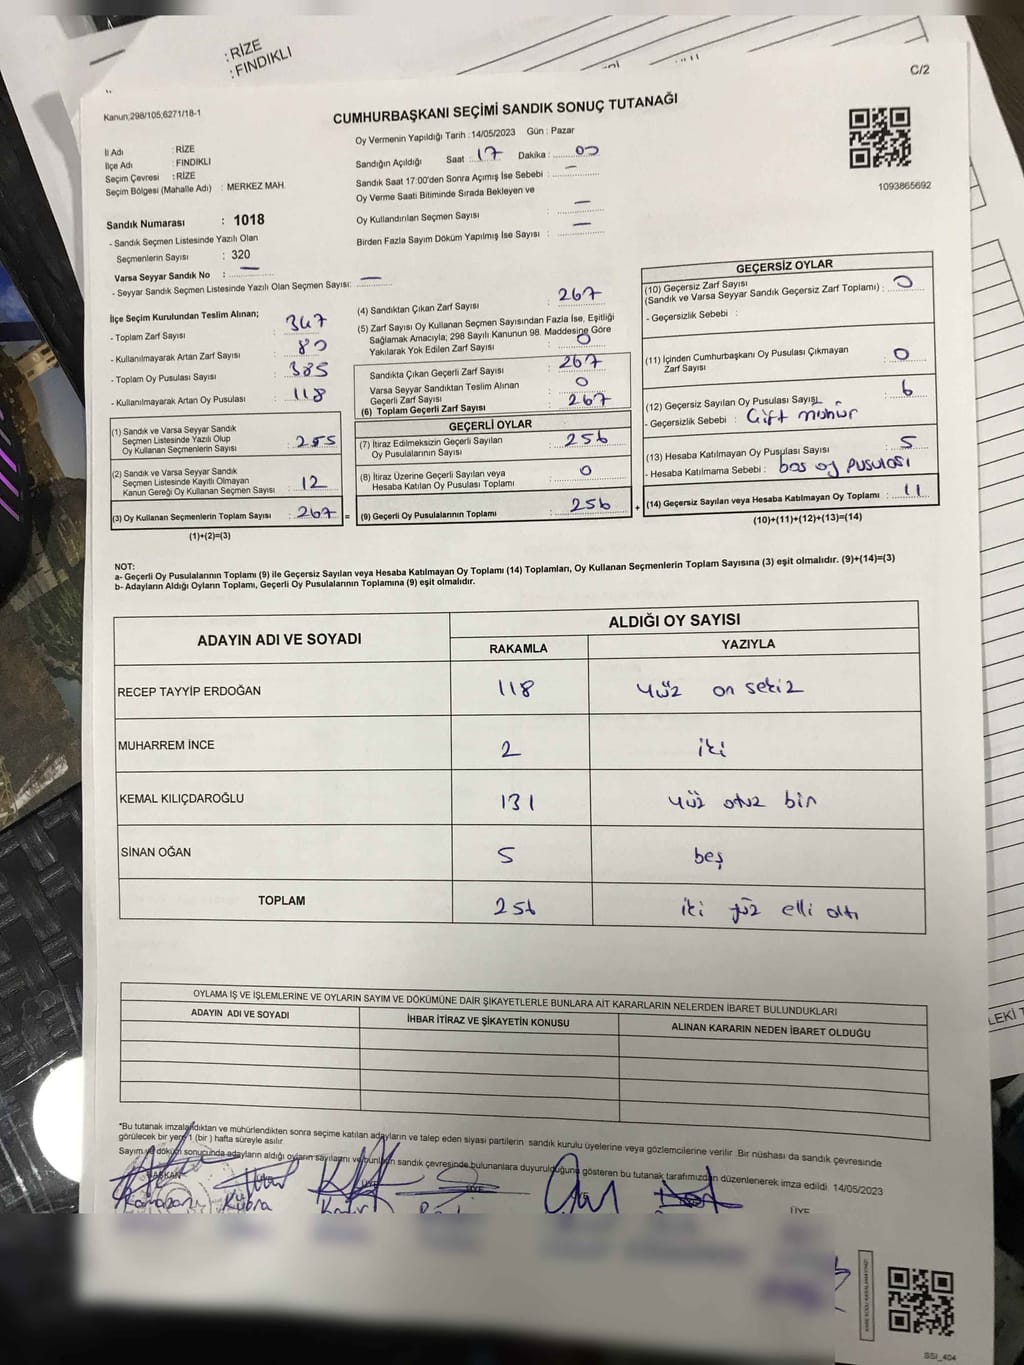 :RİZE
:FINDIKLI
C/2
Kanun;298/105,6271/18-1
CUMHURBAŞKANI SEÇİMİ SANDIK SONUÇ TUTANAĞI
Oy Vermenin Yapıldığı Tarih :14/05/2023 Gün : Pazar
İl Adı : RİZE
İlçe Adı : FINDIKLI
Seçim Çevresi : RİZE
Seçim Bölgesi (Mahalle Adı) : MERKEZ MAH.
Sandığın Açıldığı Saat : 17 Dakika : 00
Sandık Saat 17:00'den Sonra Açımış İse Sebebi : —
Oy Verme Saati Bitiminde Sırada Bekleyen ve
Oy Kullandırılan Seçmen Sayısı : —
Birden Fazla Sayım Döküm Yapılmış İse Sayısı : —
1093865692
Sandık Numarası : 1018
- Sandık Seçmen Listesinde Yazılı Olan
Seçmenlerin Sayısı : 320
Varsa Seyyar Sandık No : —
- Seyyar Sandık Seçmen Listesinde Yazılı Olan Seçmen Sayısı: —
İlçe Seçim Kurulundan Teslim Alınan;
- Toplam Zarf Sayısı : 347
- Kullanılmayarak Artan Zarf Sayısı : 80
- Toplam Oy Pusulası Sayısı : 385
- Kullanılmayarak Artan Oy Pusulası : 118
(1) Sandık ve Varsa Seyyar Sandık
Seçmen Listesinde Yazılı Olup
Oy Kullanan Seçmenlerin Sayısı : 255
(2) Sandık ve Varsa Seyyar Sandık
Seçmen Listesinde Kayıtlı Olmayan
Kanun Gereği Oy Kullanan Seçmen Sayısı : 12
(3) Oy Kullanan Seçmenlerin Toplam Sayısı : 267 =
(1)+(2)=(3)
(4) Sandıktan Çıkan Zarf Sayısı : 267
(5) Zarf Sayısı Oy Kullanan Seçmen Sayısından Fazla İse, Eşitliği
Sağlamak Amacıyla; 298 Sayılı Kanunun 98. Maddesine Göre
Yakılarak Yok Edilen Zarf Sayısı : 0
Sandıkta Çıkan Geçerli Zarf Sayısı : 267
Varsa Seyyar Sandıktan Teslim Alınan
Geçerli Zarf Sayısı : 0
(6) Toplam Geçerli Zarf Sayısı : 267
GEÇERLİ OYLAR
(7) İtiraz Edilmeksizin Geçerli Sayılan
Oy Pusulalarının Sayısı : 256
(8) İtiraz Üzerine Geçerli Sayılan veya
Hesaba Katılan Oy Pusulası Toplamı : 0
(9) Geçerli Oy Pusulalarının Toplamı : 256 +
GEÇERSİZ OYLAR
(10) Geçersiz Zarf Sayısı
(Sandık ve Varsa Seyyar Sandık Geçersiz Zarf Toplamı) : 0
- Geçersizlik Sebebi :
(11) İçinden Cumhurbaşkanı Oy Pusulası Çıkmayan
Zarf Sayısı : 0
(12) Geçersiz Sayılan Oy Pusulası Sayısı : 6
- Geçersizlik Sebebi : Çift mühür
(13) Hesaba Katılmayan Oy Pusulası Sayısı : 5
- Hesaba Katılmama Sebebi : boş oy pusulası
(14) Geçersiz Sayılan veya Hesaba Katılmayan Oy Toplamı : 11
(10)+(11)+(12)+(13)=(14)
NOT:
a- Geçerli Oy Pusulalarının Toplamı (9) ile Geçersiz Sayılan veya Hesaba Katılmayan Oy Toplamı (14) Toplamları, Oy Kullanan Seçmenlerin Toplam Sayısına (3) eşit olmalıdır. (9)+(14)=(3)
b- Adayların Aldığı Oyların Toplamı, Geçerli Oy Pusulalarının Toplamına (9) eşit olmalıdır.
ADAYIN ADI VE SOYADI ALDIĞI OY SAYISI
RAKAMLA YAZIYLA
RECEP TAYYİP ERDOĞAN 118 yüz on sekiz
MUHARREM İNCE 2 iki
KEMAL KILIÇDAROĞLU 131 yüz otuz bir
SİNAN OĞAN 5 beş
TOPLAM 256 iki yüz elli altı
OYLAMA İŞ VE İŞLEMLERİNE VE OYLARIN SAYIM VE DÖKÜMÜNE DAİR ŞİKAYETLERLE BUNLARA AİT KARARLARIN NELERDEN İBARET BULUNDUKLARI
ADAYIN ADI VE SOYADI İHBAR İTİRAZ VE ŞİKAYETİN KONUSU ALINAN KARARIN NEDEN İBARET OLDUĞU
LEKİ T
*Bu tutanak imzalandıktan ve mühürlendikten sonra seçime katılan adayların ve talep eden siyasi partilerin sandık kurulu üyelerine veya gözlemcilerine verilir .Bir nüshası da sandık çevresinde
görülecek bir yere 1 (bir ) hafta süreyle asılır.
Sayım ve döküm sonucunda adayların aldığı oyların sayılarını ve bunların sandık çevresinde bulunanlara duyurulduğunu gösteren bu tutanak tarafımızdan düzenlenerek imza edildi. 14/05/2023
BAŞKAN ÜYE ÜYE ÜYE
Kübra
SSI_404